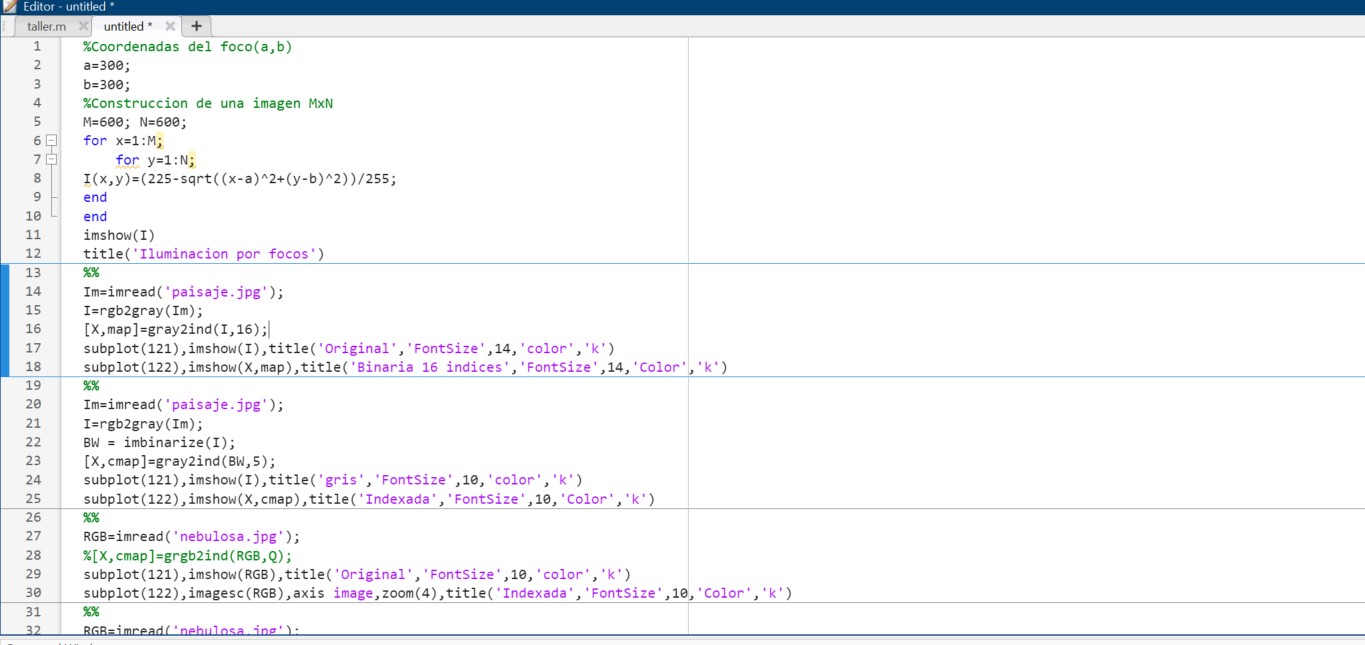 Editor - untitled *
taller.m untitled * +
1 %Coordenadas del foco(a,b)
2 a=300;
3 b=300;
4 %Construccion de una imagen MxN
5 M=600; N=600;
6 for x=1:M;
7 for y=1:N;
8 I(x,y)=(225-sqrt((x-a)^2+(y-b)^2))/255;
9 end
10 end
11 imshow(I)
12 title('Iluminacion por focos')
13 %%
14 Im=imread('paisaje.jpg');
15 I=rgb2gray(Im);
16 [X,map]=gray2ind(I,16);
17 subplot(121),imshow(I),title('Original','FontSize',14,'color','k')
18 subplot(122),imshow(X,map),title('Binaria 16 indices','FontSize',14,'Color','k')
19 %%
20 Im=imread('paisaje.jpg');
21 I=rgb2gray(Im);
22 BW = imbinarize(I);
23 [X,cmap]=gray2ind(BW,5);
24 subplot(121),imshow(I),title('gris','FontSize',10,'color','k')
25 subplot(122),imshow(X,cmap),title('Indexada','FontSize',10,'Color','k')
26 %%
27 RGB=imread('nebulosa.jpg');
28 %[X,cmap]=grgb2ind(RGB,Q);
29 subplot(121),imshow(RGB),title('Original','FontSize',10,'color','k')
30 subplot(122),imagesc(RGB),axis image,zoom(4),title('Indexada','FontSize',10,'Color','k')
31 %%
32 RGB=imread('nebulosa.jpg');